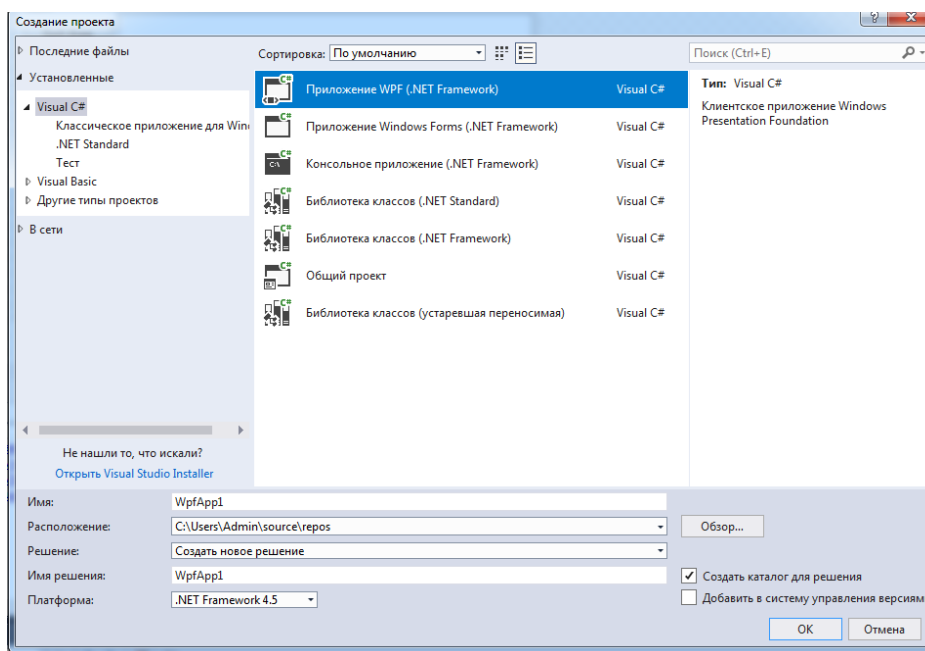 Создание проекта
Последние файлы
Установленные
Visual C#
Классическое приложение для Win
.NET Standard
Тест
Visual Basic
Другие типы проектов
В сети
Не нашли то, что искали?
Открыть Visual Studio Installer
Сортировка: По умолчанию
Приложение WPF (.NET Framework) Visual C#
Приложение Windows Forms (.NET Framework) Visual C#
Консольное приложение (.NET Framework) Visual C#
Библиотека классов (.NET Standard) Visual C#
Библиотека классов (.NET Framework) Visual C#
Общий проект Visual C#
Библиотека классов (устаревшая переносимая) Visual C#
Поиск (Ctrl+E)
Тип: Visual C#
Клиентское приложение Windows
Presentation Foundation
Имя: WpfApp1
Расположение: C:\Users\Admin\source\repos Обзор...
Решение: Создать новое решение
Имя решения: WpfApp1
Создать каталог для решения
Платформа: .NET Framework 4.5
Добавить в систему управления версиям
OK Отмена